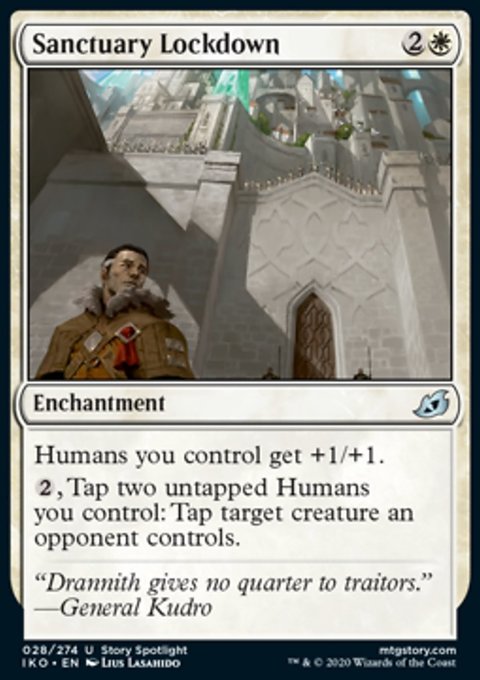 Sanctuary Lockdown 2
Enchantment
Humans you control get +1/+1.
2, Tap two untapped Humans
you control: Tap target creature an
opponent controls.
“Drannith gives no quarter to traitors.”
—General Kudro
028/274 U Story Spotlight mtgstory.com
IKO • EN Lius Lasahido ™ & © 2020 Wizards of the Coast